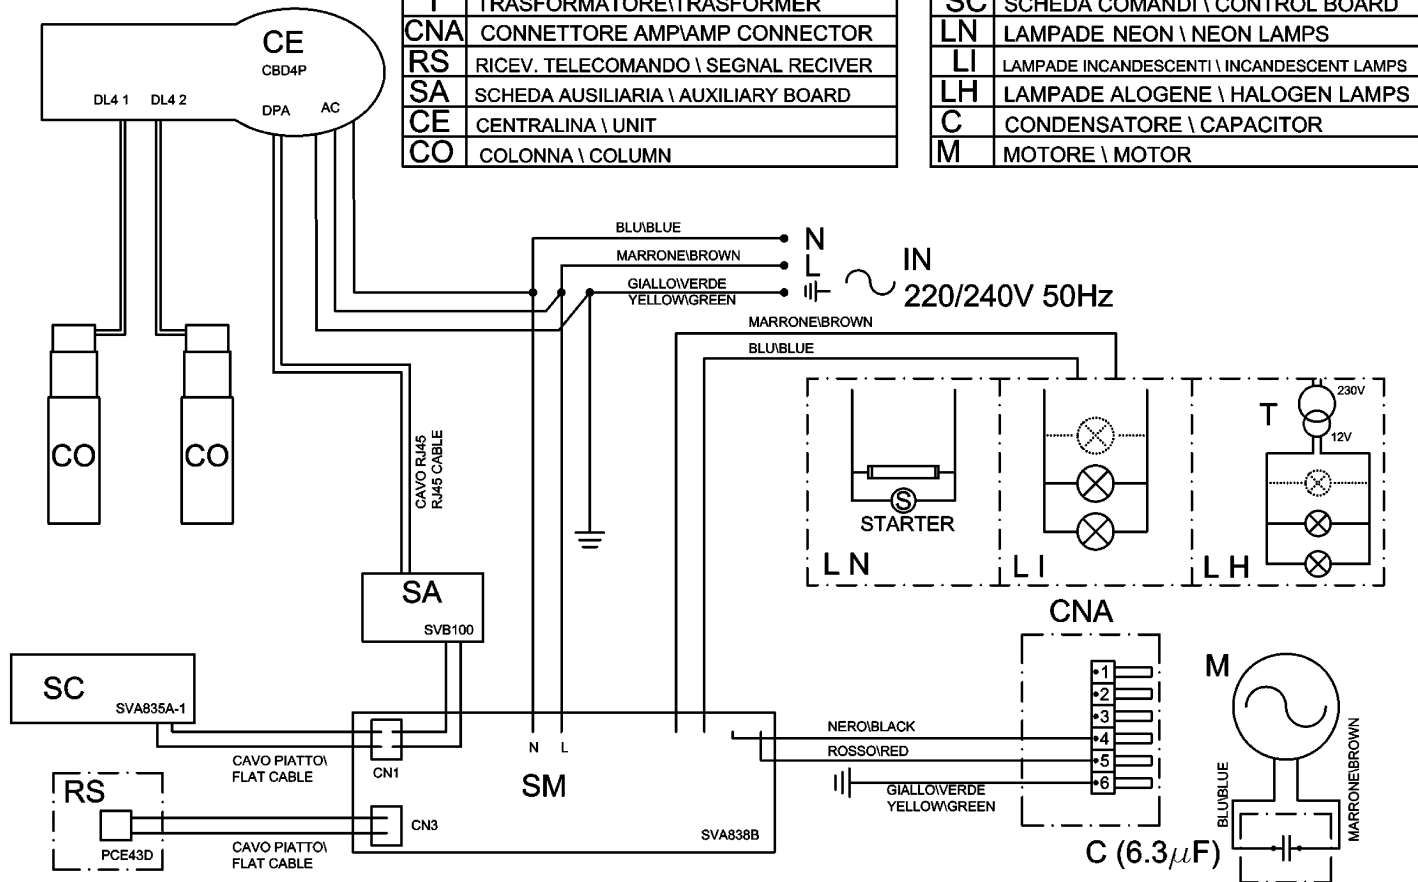 T TRASFORMATORE\TRASFORMER
CNA CONNETTORE AMP\AMP CONNECTOR
RS RICEV. TELECOMANDO \ SEGNAL RECIVER
SA SCHEDA AUSILIARIA \ AUXILIARY BOARD
CE CENTRALINA \ UNIT
CO COLONNA \ COLUMN
SC SCHEDA COMANDI \ CONTROL BOARD
LN LAMPADE NEON \ NEON LAMPS
LI LAMPADE INCANDESCENTI \ INCANDESCENT LAMPS
LH LAMPADE ALOGENE \ HALOGEN LAMPS
C CONDENSATORE \ CAPACITOR
M MOTORE \ MOTOR
CE
CBD4P
DL4 1 DL4 2
DPA AC
BLU\BLUE
N
MARRONE\BROWN
L
GIALLO\VERDE
YELLOW\GREEN
IN
220/240V 50Hz
MARRONE\BROWN
BLU\BLUE
CO
CO
CAVO RJ45
RJ45 CABLE
S
STARTER
LN
LI
T
230V
12V
LH
SA
SVB100
SC
SVA835A-1
CAVO PIATTO\
FLAT CABLE
RS
PCE43D
CAVO PIATTO\
FLAT CABLE
CN1
CN3
N L
SM
SVA838B
NERO\BLACK
ROSSO\RED
GIALLO\VERDE
YELLOW\GREEN
CNA
1
2
3
4
5
6
M
BLU\BLUE
MARRONE\BROWN
C (6.3µF)